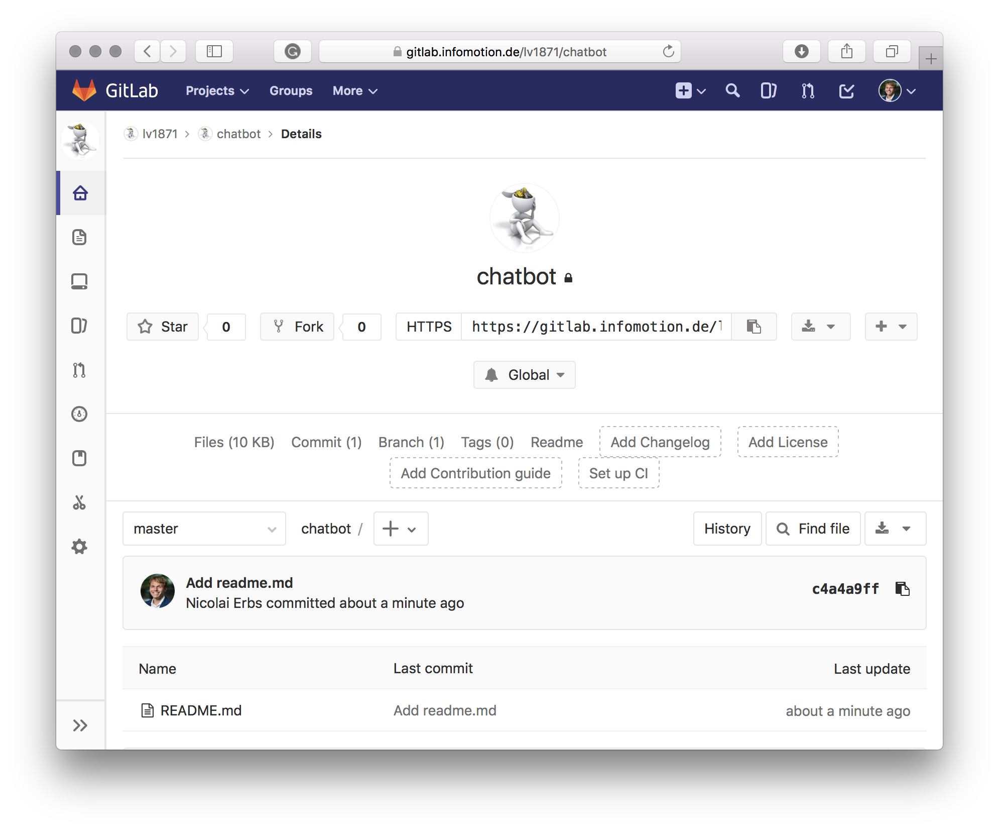 gitlab.infomotion.de/lv1871/chatbot
GitLab Projects Groups More
lv1871 > chatbot > Details
chatbot
Star 0 Fork 0 HTTPS https://gitlab.infomotion.de/
Global
Files (10 KB) Commit (1) Branch (1) Tags (0) Readme Add Changelog Add License
Add Contribution guide Set up CI
master chatbot / History Find file
Add readme.md
Nicolai Erbs committed about a minute ago c4a4a9ff
Name Last commit Last update
README.md Add readme.md about a minute ago